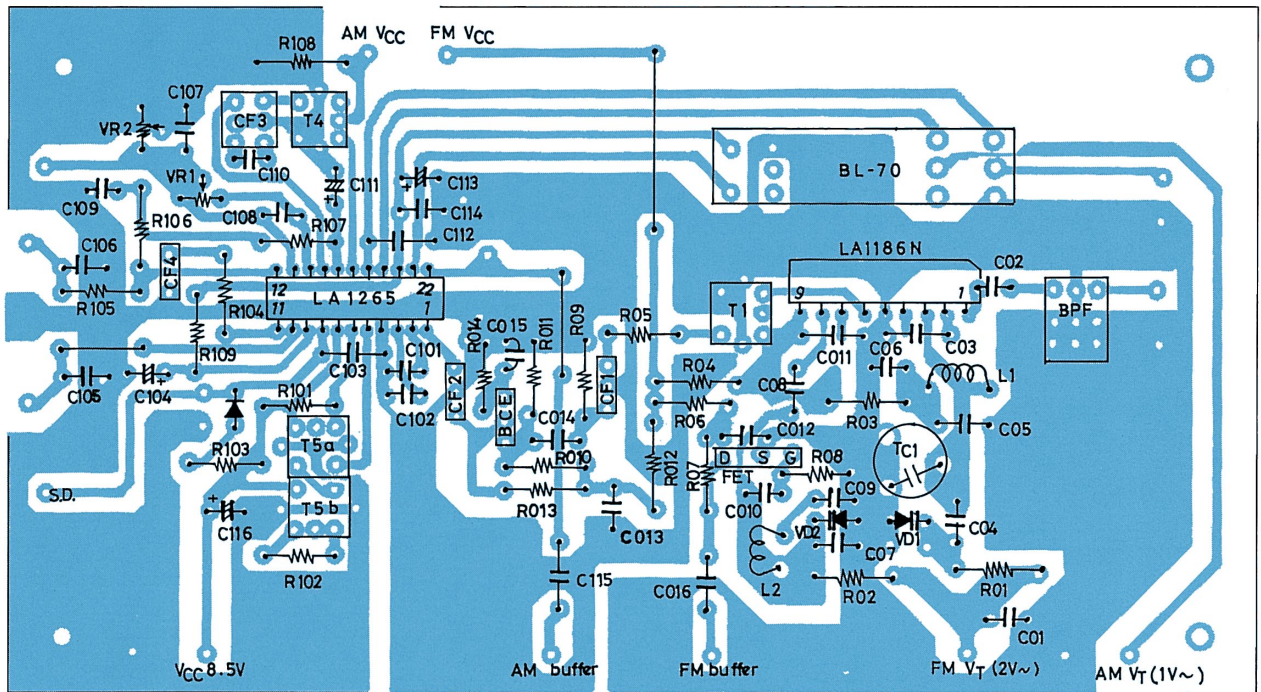 AM VCC
FM VCC
R108
C107
VR2
CF3
T4
C110
VR1
C111
C113
C109
C108
C114
R106
R107
C112
BL-70
C106
CF4
R105
R104
12
LA1265
22
11
1
LA1186N
9
1
C02
BPF
T1
R109
C103
C101
C102
R014
C015
R011
R09
R05
C011
C06
C03
L1
C105
C104
R101
CF2
BCE
CF1
R04
R06
C08
R03
C05
C014
C012
R103
T5a
R010
R012
R07
D S G
FET
R08
TC1
S.D.
T5b
C116
R013
C013
C010
C09
VD2
VD1
C04
C07
R102
C115
C016
L2
R02
R01
C01
VCC 8.5V
AM buffer
FM buffer
FM VT (2V~)
AM VT (1V~)